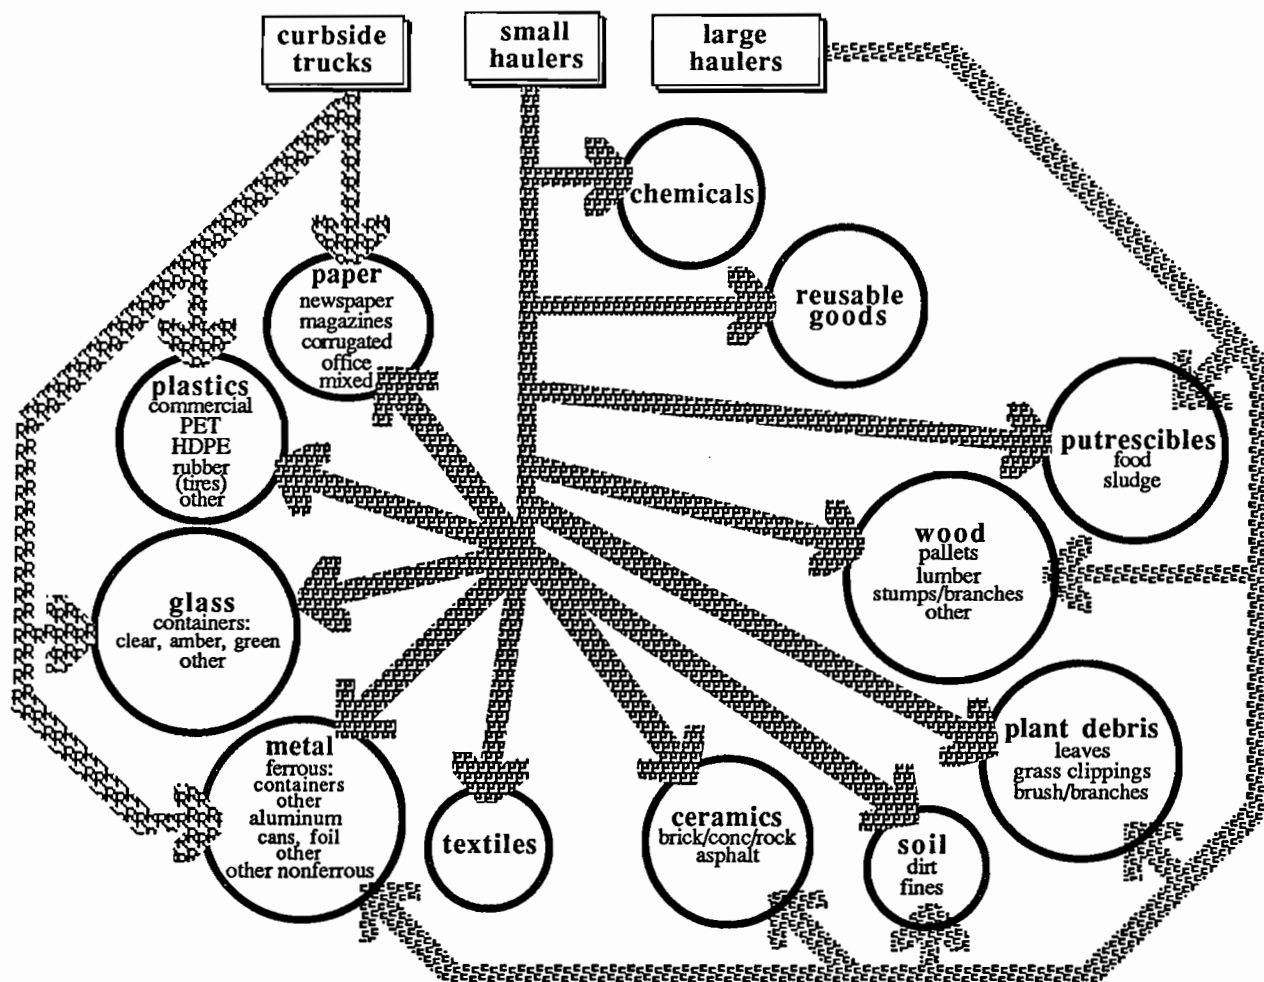 curbside
trucks
small
haulers
large
haulers
chemicals
reusable
goods
paper
newspaper
magazines
corrugated
office
mixed
plastics
commercial
PET
HDPE
rubber
(tires)
other
putrescibles
food
sludge
wood
pallets
lumber
stumps/branches
other
glass
containers:
clear, amber, green
other
plant debris
leaves
grass clippings
brush/branches
metal
ferrous:
containers
other
aluminum
cans, foil
other
other nonferrous
textiles
ceramics
brick/conc/rock
asphalt
soil
dirt
fines